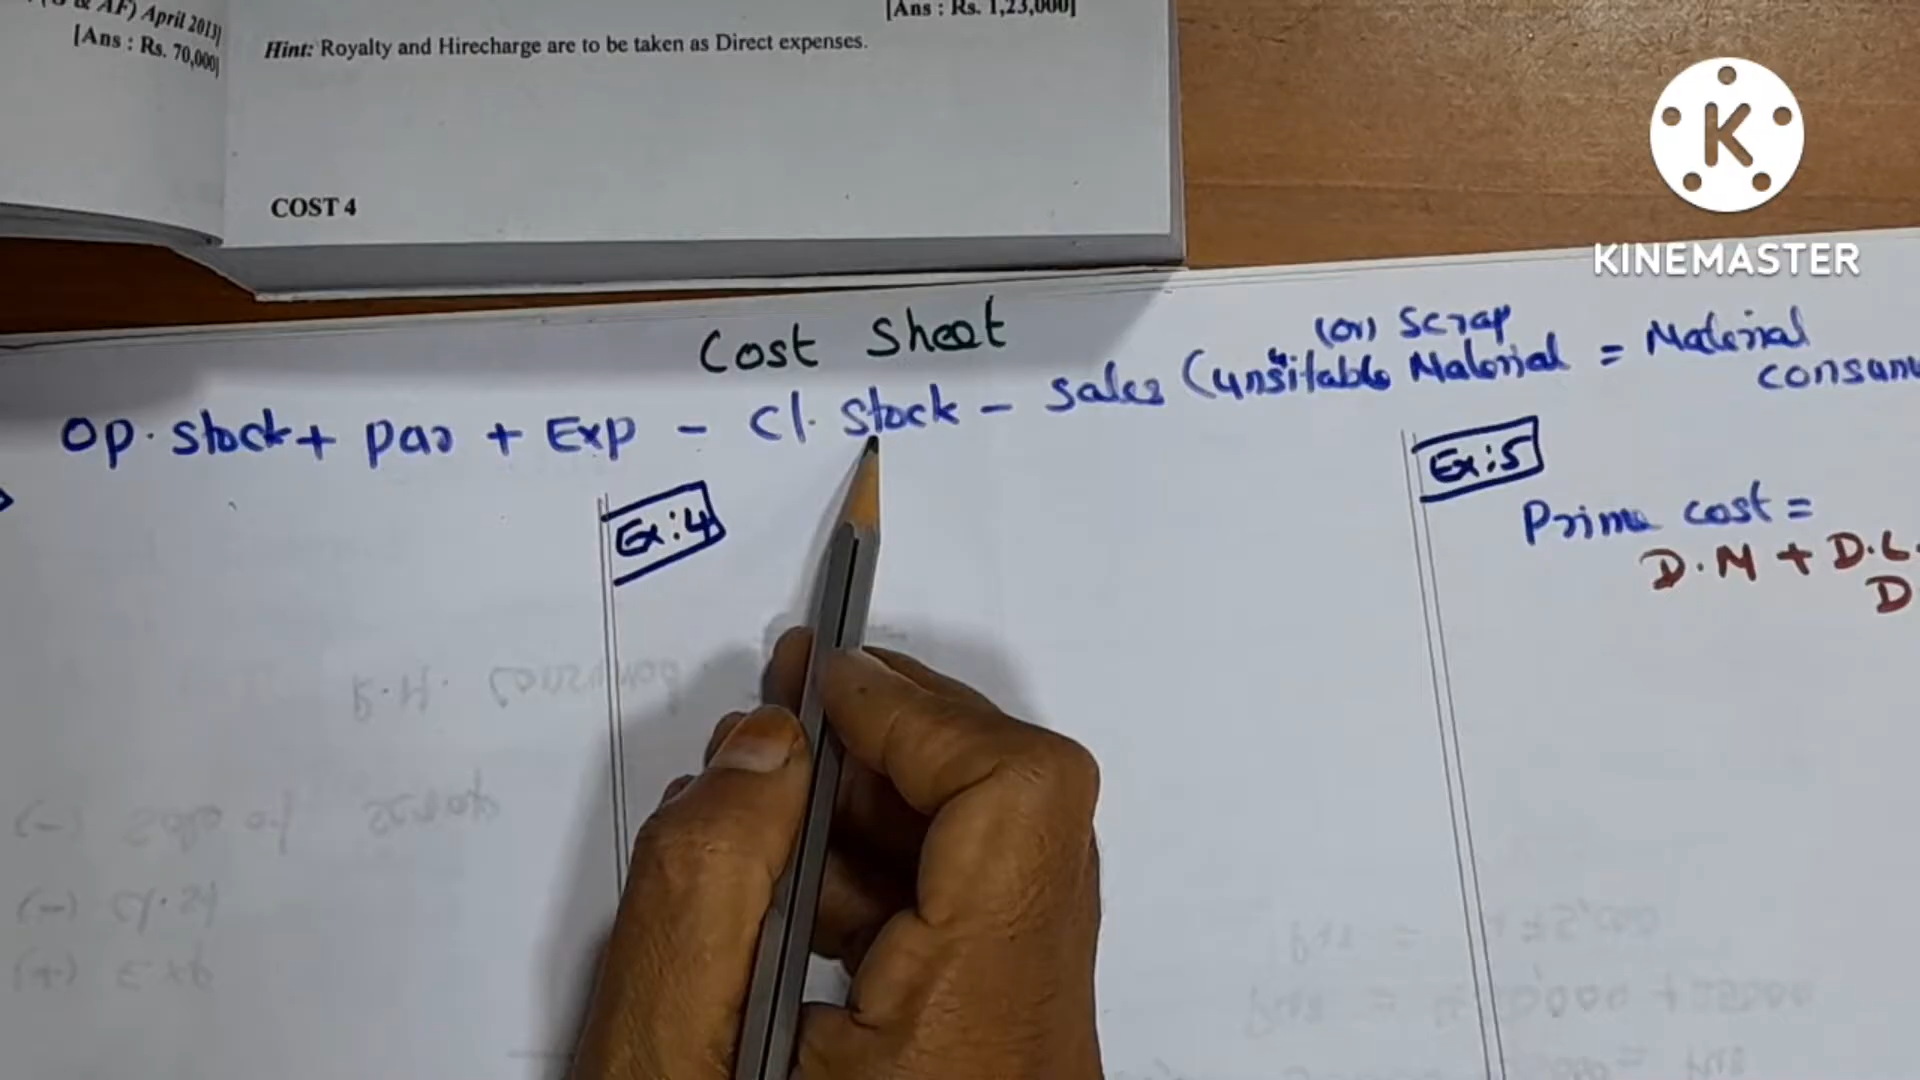 & AF) April 2013]
[Ans : Rs. 70,000]
[Ans : Rs. 1,23,000]
Hint: Royalty and Hirecharge are to be taken as Direct expenses.
COST 4
KINEMASTER
Cost Sheet
(or) Scrap
Op. Stock + pur + Exp - Cl. Stock - Sales (unsitable Material = Material
consum
Ex:4
Ex:5
Prime cost =
D.M + D.L.
D